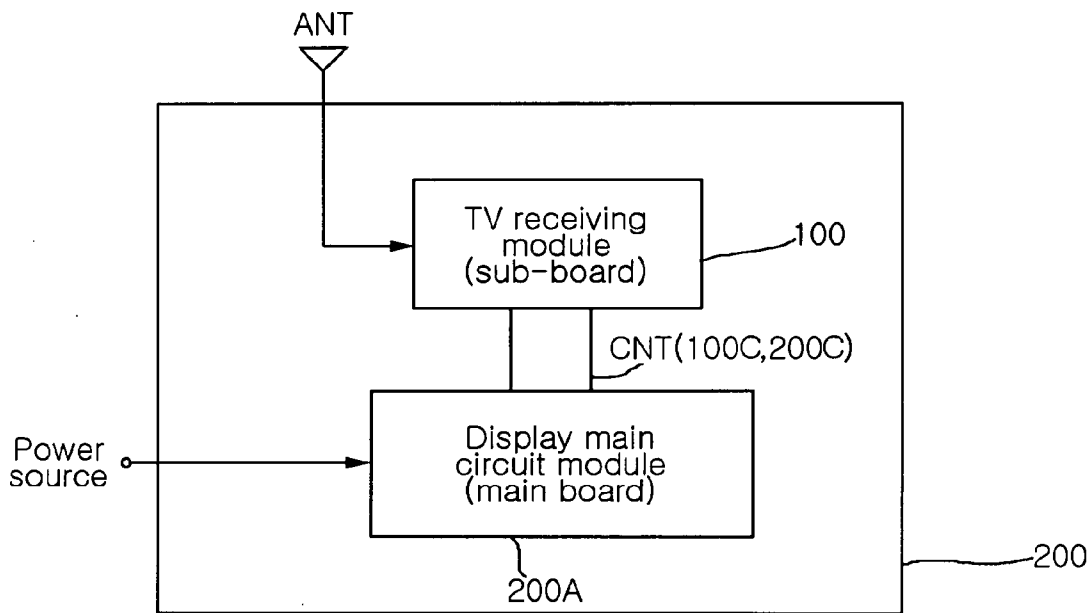 ANT
TV receiving
module
(sub-board)
100
CNT(100C,200C)
Power
source
Display main
circuit module
(main board)
200A
200